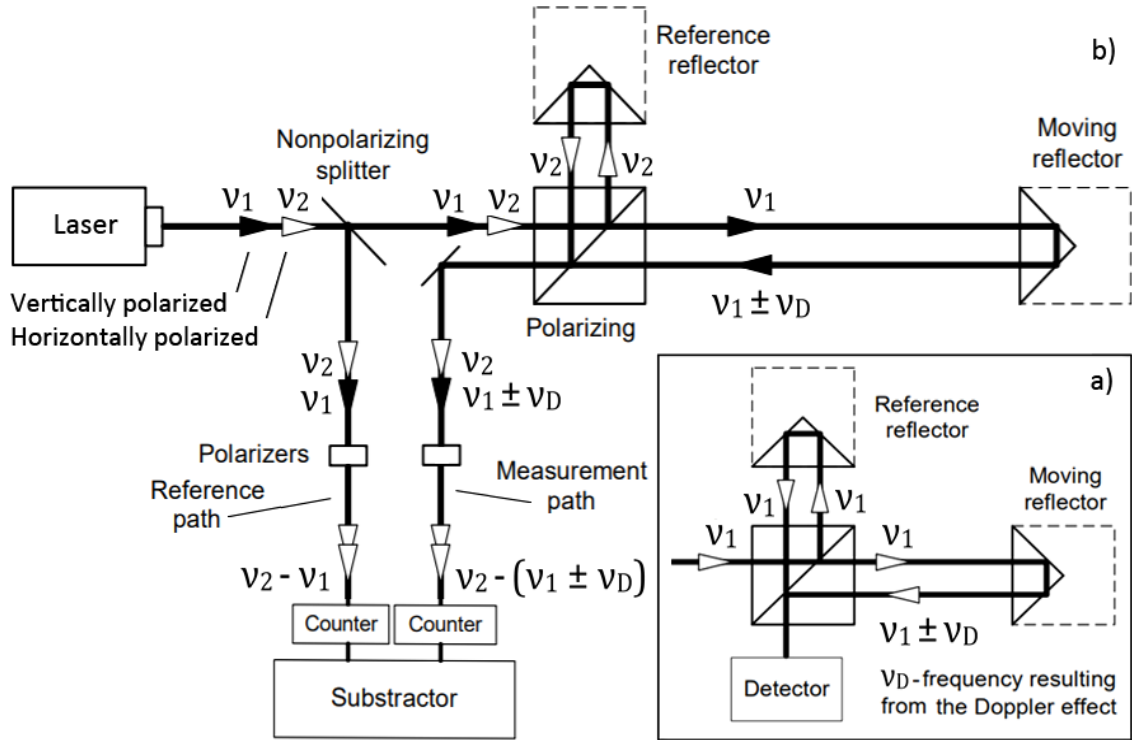 Reference
reflector
b)
Moving
reflector
Nonpolarizing
splitter
ν2
ν2
Laser
ν1
ν2
ν1
ν2
ν1
Vertically polarized
Horizontally polarized
ν1 ± νD
Polarizing
ν2
ν1
ν2
ν1 ± νD
Polarizers
Reference
path
Measurement
path
ν2 - ν1
ν2 - (ν1 ± νD)
Counter
Counter
Substractor
a)
Reference
reflector
Moving
reflector
ν1
ν1
ν1
ν1
ν1 ± νD
Detector
νD-frequency resulting
from the Doppler effect